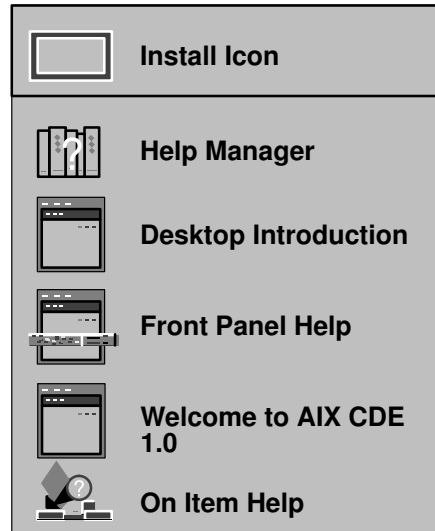 Install Icon
Help Manager
Desktop Introduction
Front Panel Help
Welcome to AIX CDE
1.0
On Item Help